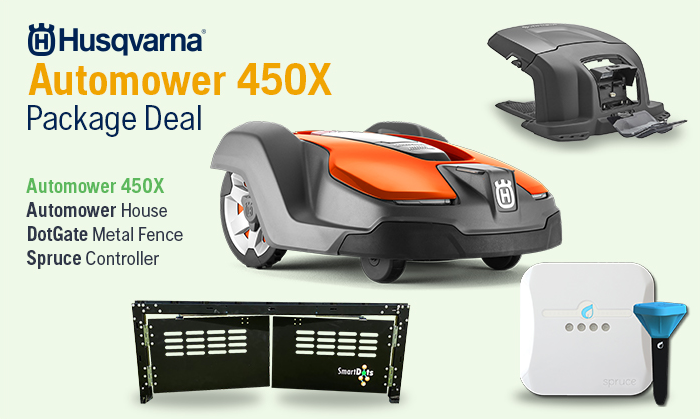 Husqvarna®
Automower 450X
Package Deal
Automower 450X
Automower House
DotGate Metal Fence
Spruce Controller
SmartDots
spruce